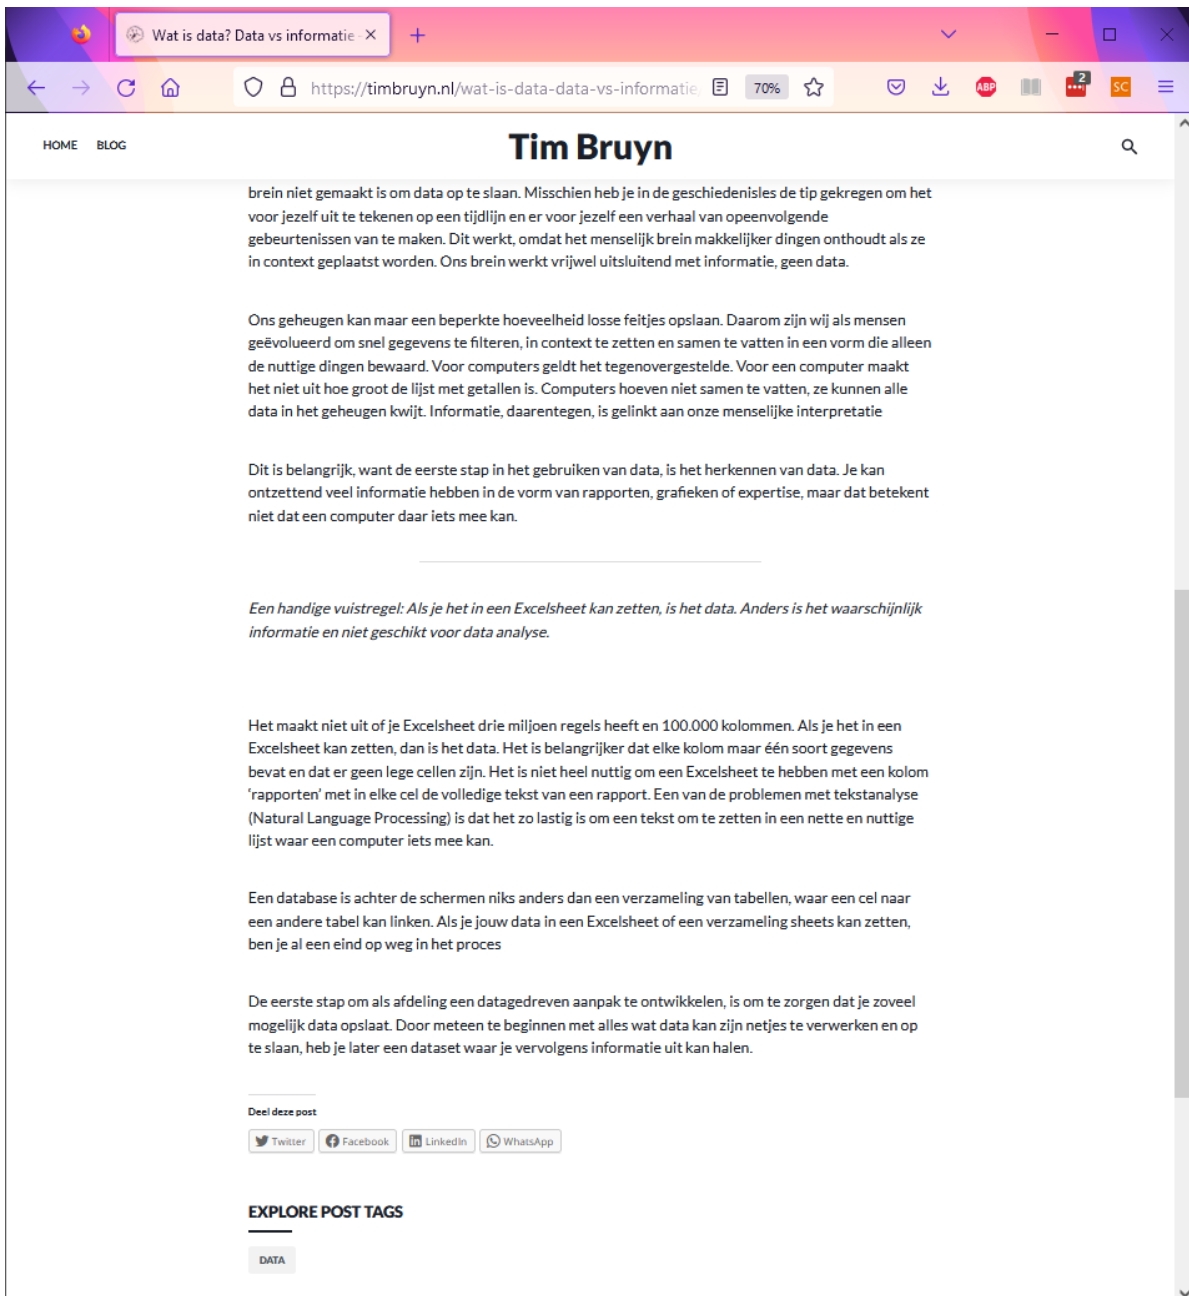 Wat is data? Data vs informatie -
https://timbruyn.nl/wat-is-data-data-vs-informatie,
70%
ABP
2
SC
HOME
BLOG
Tim Bruyn
brein niet gemaakt is om data op te slaan. Misschien heb je in de geschiedenisles de tip gekregen om het
voor jezelf uit te tekenen op een tijdlijn en er voor jezelf een verhaal van opeenvolgende
gebeurtenissen van te maken. Dit werkt, omdat het menselijk brein makkelijker dingen onthoudt als ze
in context geplaatst worden. Ons brein werkt vrijwel uitsluitend met informatie, geen data.
Ons geheugen kan maar een beperkte hoeveelheid losse feitjes opslaan. Daarom zijn wij als mensen
geëvolueerd om snel gegevens te filteren, in context te zetten en samen te vatten in een vorm die alleen
de nuttige dingen bewaard. Voor computers geldt het tegenovergestelde. Voor een computer maakt
het niet uit hoe groot de lijst met getallen is. Computers hoeven niet samen te vatten, ze kunnen alle
data in het geheugen kwijt. Informatie, daarentegen, is gelinkt aan onze menselijke interpretatie
Dit is belangrijk, want de eerste stap in het gebruiken van data, is het herkennen van data. Je kan
ontzettend veel informatie hebben in de vorm van rapporten, grafieken of expertise, maar dat betekent
niet dat een computer daar iets mee kan.
Een handige vuistregel: Als je het in een Excelsheet kan zetten, is het data. Anders is het waarschijnlijk
informatie en niet geschikt voor data analyse.
Het maakt niet uit of je Excelsheet drie miljoen regels heeft en 100.000 kolommen. Als je het in een
Excelsheet kan zetten, dan is het data. Het is belangrijker dat elke kolom maar één soort gegevens
bevat en dat er geen lege cellen zijn. Het is niet heel nuttig om een Excelsheet te hebben met een kolom
‘rapporten’ met in elke cel de volledige tekst van een rapport. Een van de problemen met tekstanalyse
(Natural Language Processing) is dat het zo lastig is om een tekst om te zetten in een nette en nuttige
lijst waar een computer iets mee kan.
Een database is achter de schermen niks anders dan een verzameling van tabellen, waar een cel naar
een andere tabel kan linken. Als je jouw data in een Excelsheet of een verzameling sheets kan zetten,
ben je al een eind op weg in het proces
De eerste stap om als afdeling een datagedreven aanpak te ontwikkelen, is om te zorgen dat je zoveel
mogelijk data opslaat. Door meteen te beginnen met alles wat data kan zijn netjes te verwerken en op
te slaan, heb je later een dataset waar je vervolgens informatie uit kan halen.
Deel deze post
Twitter
Facebook
LinkedIn
WhatsApp
EXPLORE POST TAGS
DATA